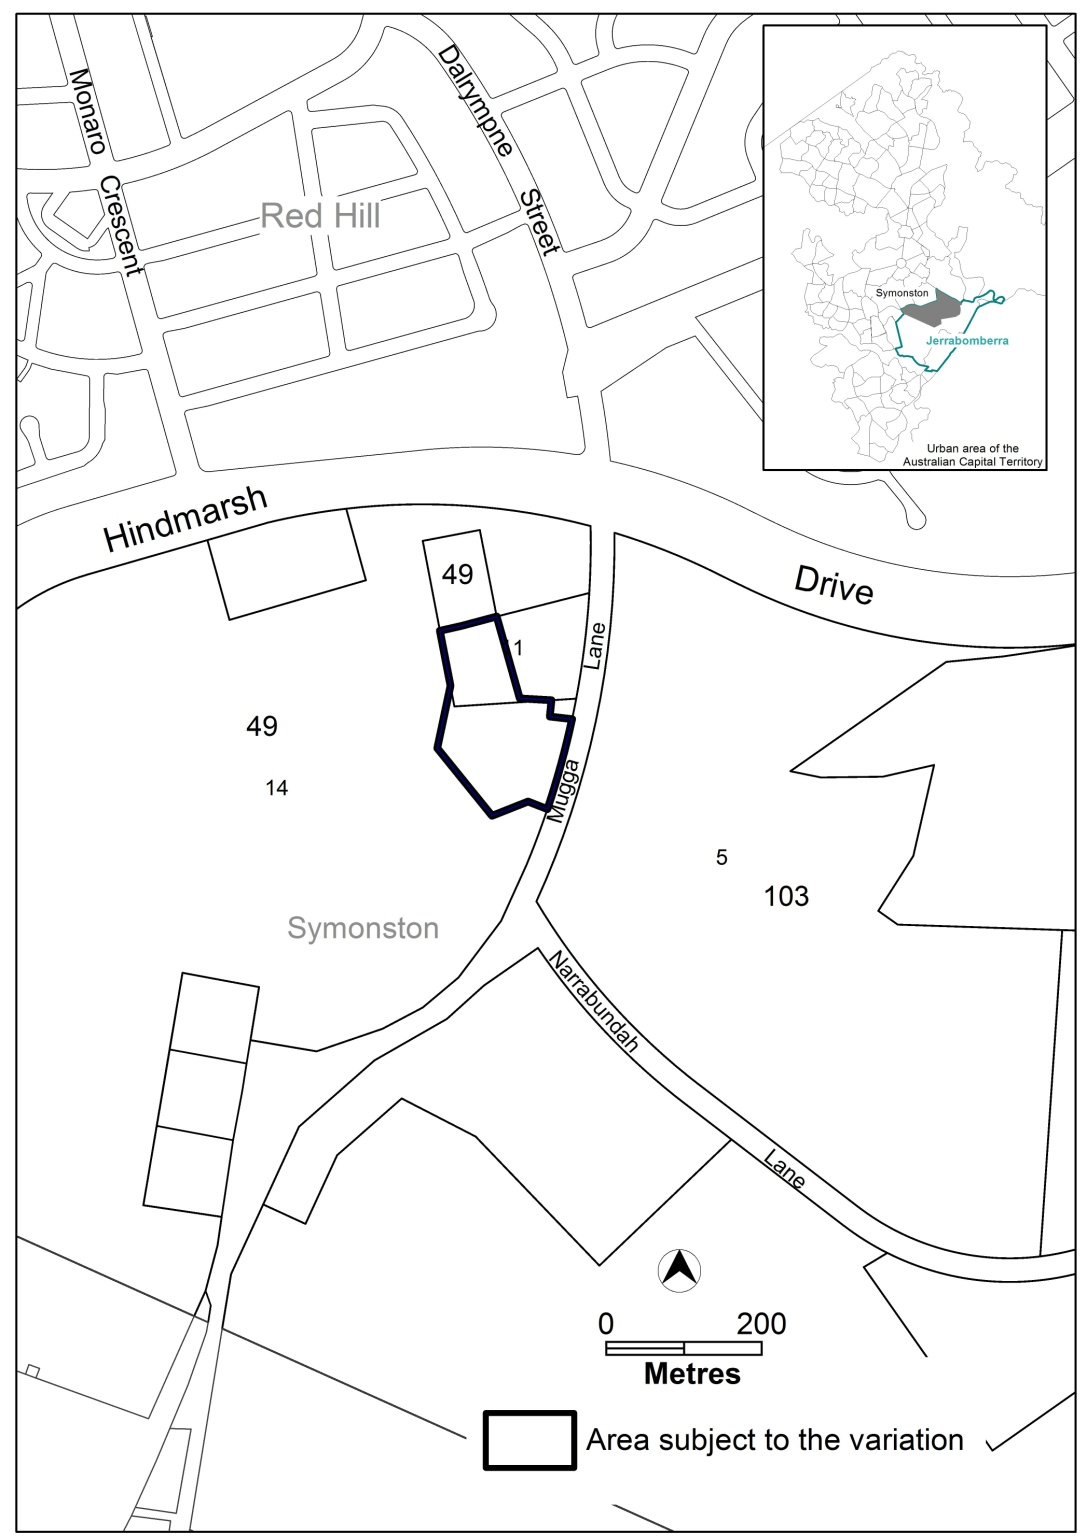 Monaro
Crescent
Dalrympne
Street
Red Hill
Symonston
Jerrabomberra
Urban area of the
Australian Capital Territory
Hindmarsh
Drive
49
1
Lane
Mugga
49
14
5
103
Symonston
Narrabundah
Lane
0 200
Metres
Area subject to the variation